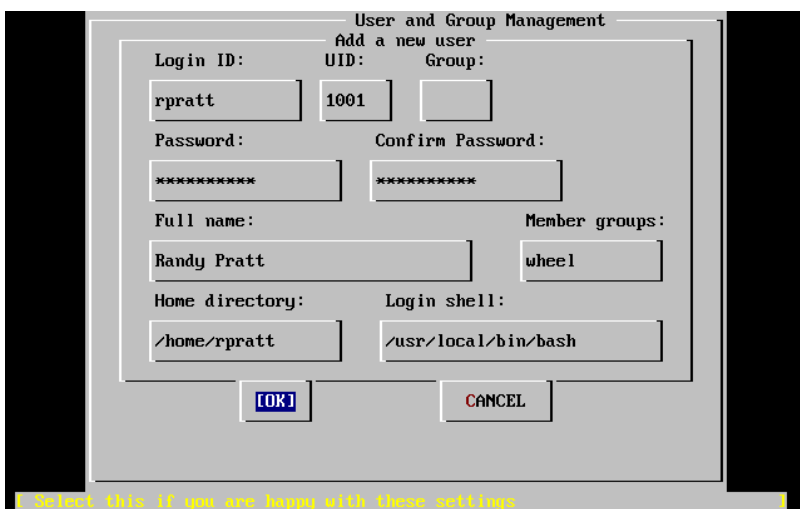 User and Group Management
Add a new user
Login ID: UID: Group:
rpratt 1001
Password: Confirm Password:
********** **********
Full name: Member groups:
Randy Pratt wheel
Home directory: Login shell:
/home/rpratt /usr/local/bin/bash
[OK] CANCEL
[ Select this if you are happy with these settings ]